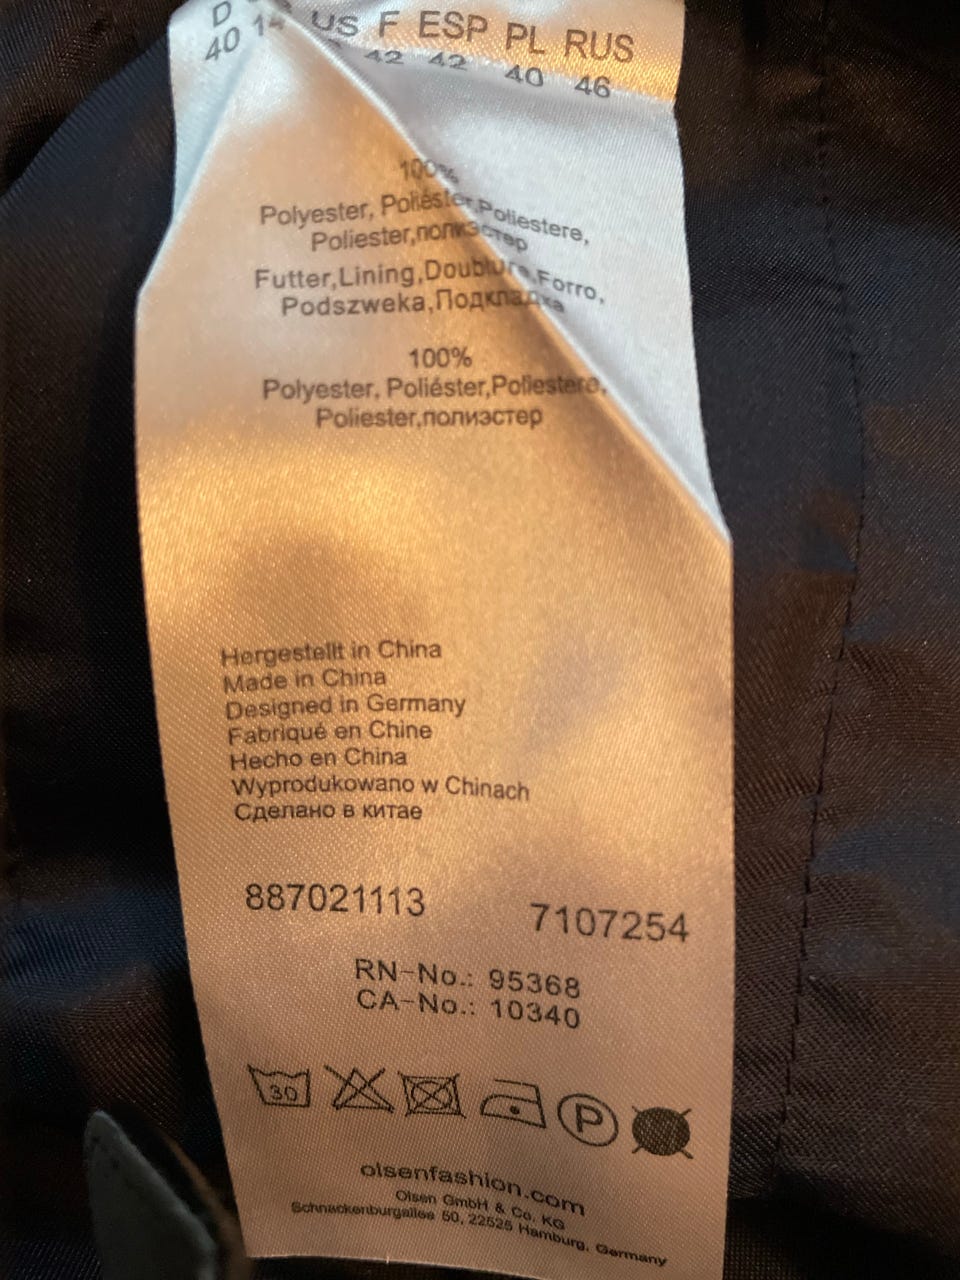 D US F ESP PL RUS
40 14 42 42 40 46
100%
Polyester, Poliéster, Poliestere,
Poliester,полиэстер
Futter,Lining,Doublure,Forro,
Podszweka,Подкладка
100%
Polyester, Poliéster,Poliestere,
Poliester,полиэстер
Hergestellt in China
Made in China
Designed in Germany
Fabriqué en Chine
Hecho en China
Wyprodukowano w Chinach
Сделано в китае
887021113 7107254
RN-No.: 95368
CA-No.: 10340
30 P
olsenfashion.com
Olsen GmbH & Co. KG
Schnackenburgallee 50, 22525 Hamburg, Germany